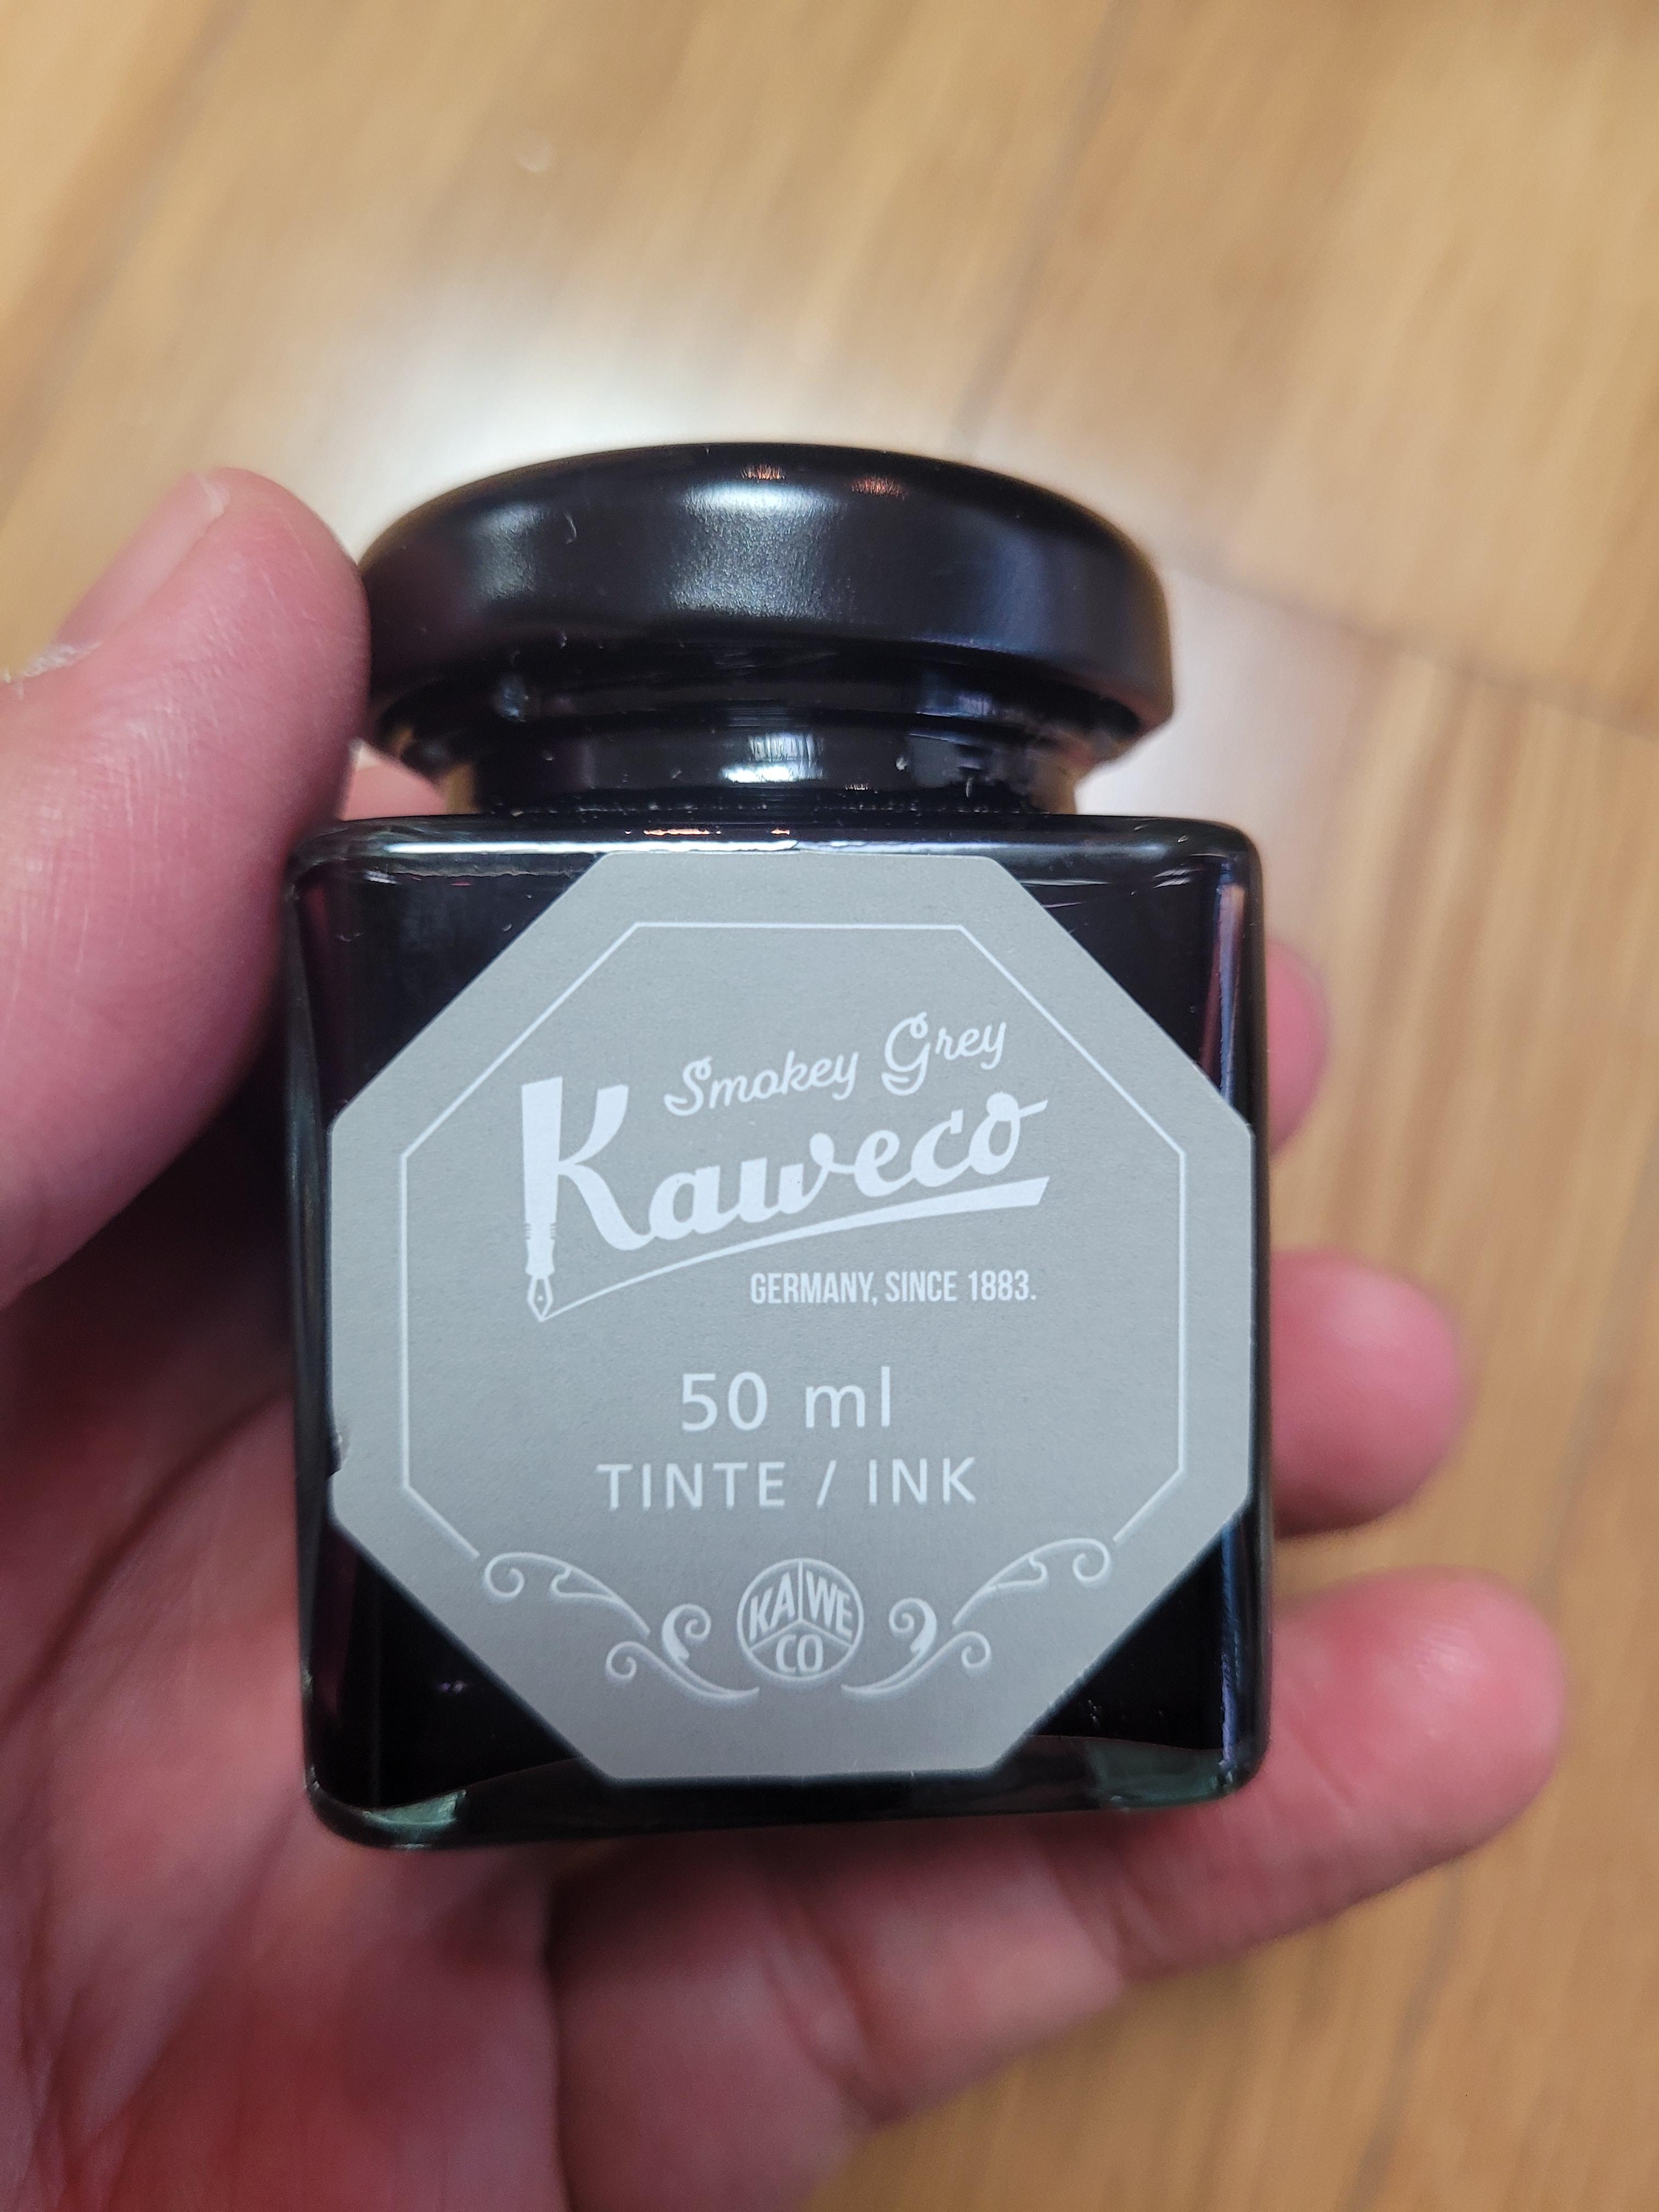 Smokey Grey
Kaweco
GERMANY, SINCE 1883.
50 ml
TINTE / INK
KA WE
CO